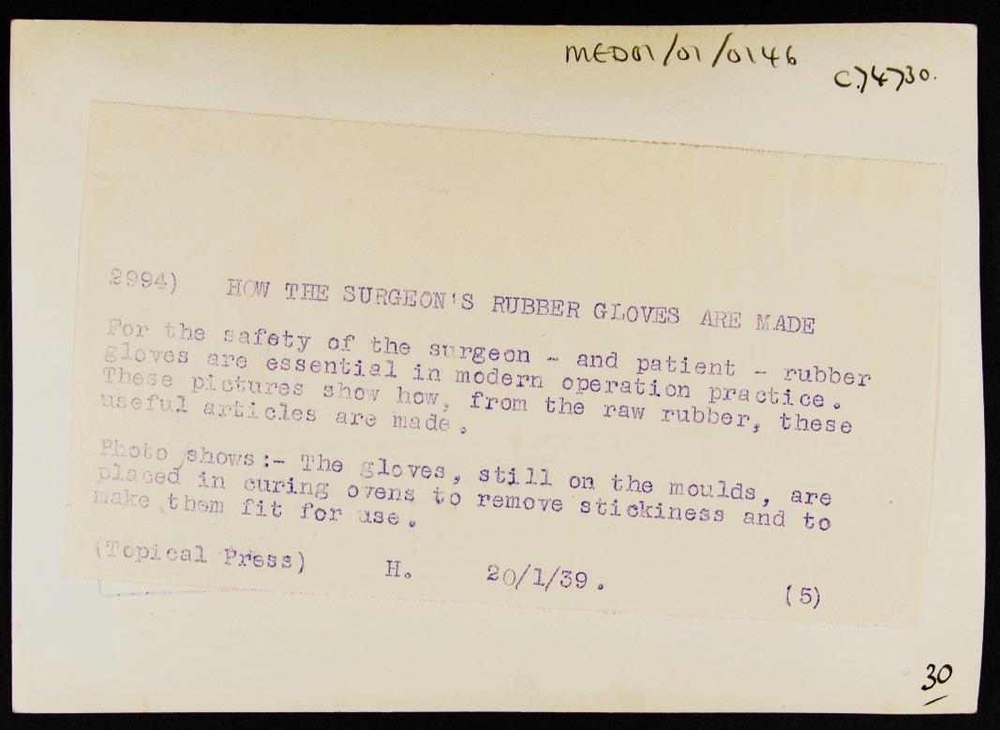 MED01/01/0146
C.74730.
2994) HOW THE SURGEON'S RUBBER GLOVES ARE MADE
For the safety of the surgeon - and patient - rubber
gloves are essential in modern operation practice.
These pictures show how, from the raw rubber, these
useful articles are made.
Photo shows:- The gloves, still on the moulds, are
placed in curing ovens to remove stickiness and to
make them fit for use.
(Topical Press) H. 20/1/39. (5)
30